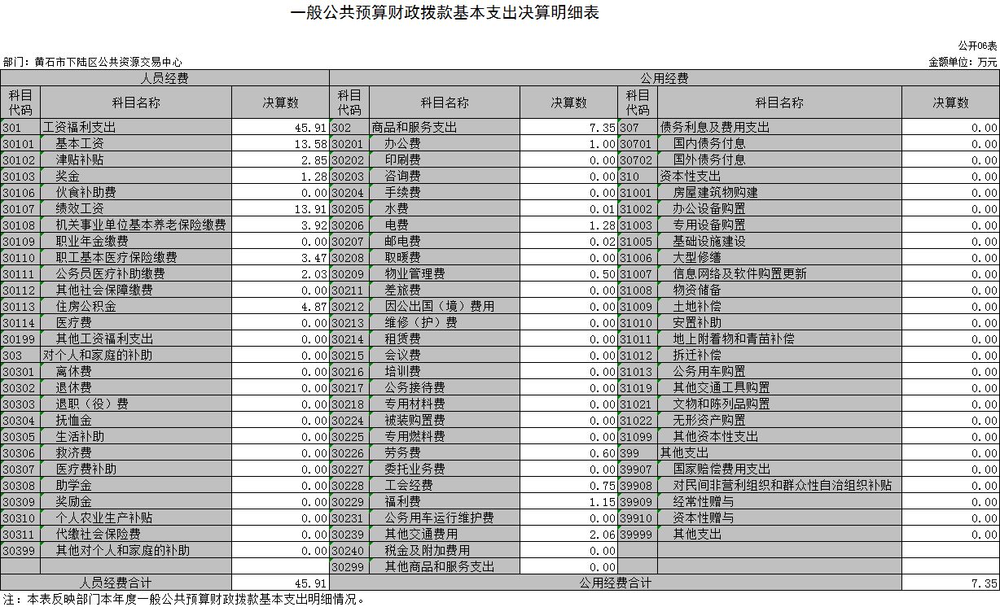 一般公共预算财政拨款基本支出决算明细表
公开06表
部门：黄石市下陆区公共资源交易中心 金额单位：万元
人员经费 公用经费
科目代码 科目名称 决算数 科目代码 科目名称 决算数 科目代码 科目名称 决算数
301 工资福利支出 45.91 302 商品和服务支出 7.35 307 债务利息及费用支出 0.00
30101 基本工资 13.58 30201 办公费 1.00 30701 国内债务付息 0.00
30102 津贴补贴 2.85 30202 印刷费 0.00 30702 国外债务付息 0.00
30103 奖金 1.28 30203 咨询费 0.00 310 资本性支出 0.00
30106 伙食补助费 0.00 30204 手续费 0.00 31001 房屋建筑物购建 0.00
30107 绩效工资 13.91 30205 水费 0.01 31002 办公设备购置 0.00
30108 机关事业单位基本养老保险缴费 3.92 30206 电费 1.28 31003 专用设备购置 0.00
30109 职业年金缴费 0.00 30207 邮电费 0.02 31005 基础设施建设 0.00
30110 职工基本医疗保险缴费 3.47 30208 取暖费 0.00 31006 大型修缮 0.00
30111 公务员医疗补助缴费 2.03 30209 物业管理费 0.50 31007 信息网络及软件购置更新 0.00
30112 其他社会保障缴费 0.00 30211 差旅费 0.00 31008 物资储备 0.00
30113 住房公积金 4.87 30212 因公出国（境）费用 0.00 31009 土地补偿 0.00
30114 医疗费 0.00 30213 维修（护）费 0.00 31010 安置补助 0.00
30199 其他工资福利支出 0.00 30214 租赁费 0.00 31011 地上附着物和青苗补偿 0.00
303 对个人和家庭的补助 0.00 30215 会议费 0.00 31012 拆迁补偿 0.00
30301 离休费 0.00 30216 培训费 0.00 31013 公务用车购置 0.00
30302 退休费 0.00 30217 公务接待费 0.00 31019 其他交通工具购置 0.00
30303 退职（役）费 0.00 30218 专用材料费 0.00 31021 文物和陈列品购置 0.00
30304 抚恤金 0.00 30224 被装购置费 0.00 31022 无形资产购置 0.00
30305 生活补助 0.00 30225 专用燃料费 0.00 31099 其他资本性支出 0.00
30306 救济费 0.00 30226 劳务费 0.60 399 其他支出 0.00
30307 医疗费补助 0.00 30227 委托业务费 0.00 39907 国家赔偿费用支出 0.00
30308 助学金 0.00 30228 工会经费 0.75 39908 对民间非营利组织和群众性自治组织补贴 0.00
30309 奖励金 0.00 30229 福利费 1.15 39909 经常性赠与 0.00
30310 个人农业生产补贴 0.00 30231 公务用车运行维护费 0.00 39910 资本性赠与 0.00
30311 代缴社会保险费 0.00 30239 其他交通费用 2.06 39999 其他支出 0.00
30399 其他对个人和家庭的补助 0.00 30240 税金及附加费用 0.00
30299 其他商品和服务支出 0.00
人员经费合计 45.91 公用经费合计 7.35
注：本表反映部门本年度一般公共预算财政拨款基本支出明细情况。